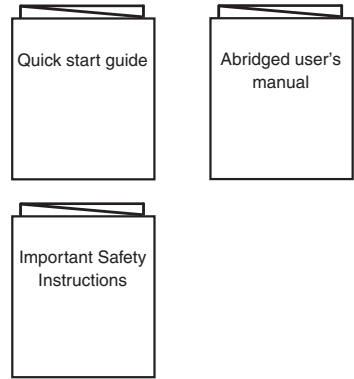 Quick start guide
Abridged user's
manual
Important Safety
Instructions